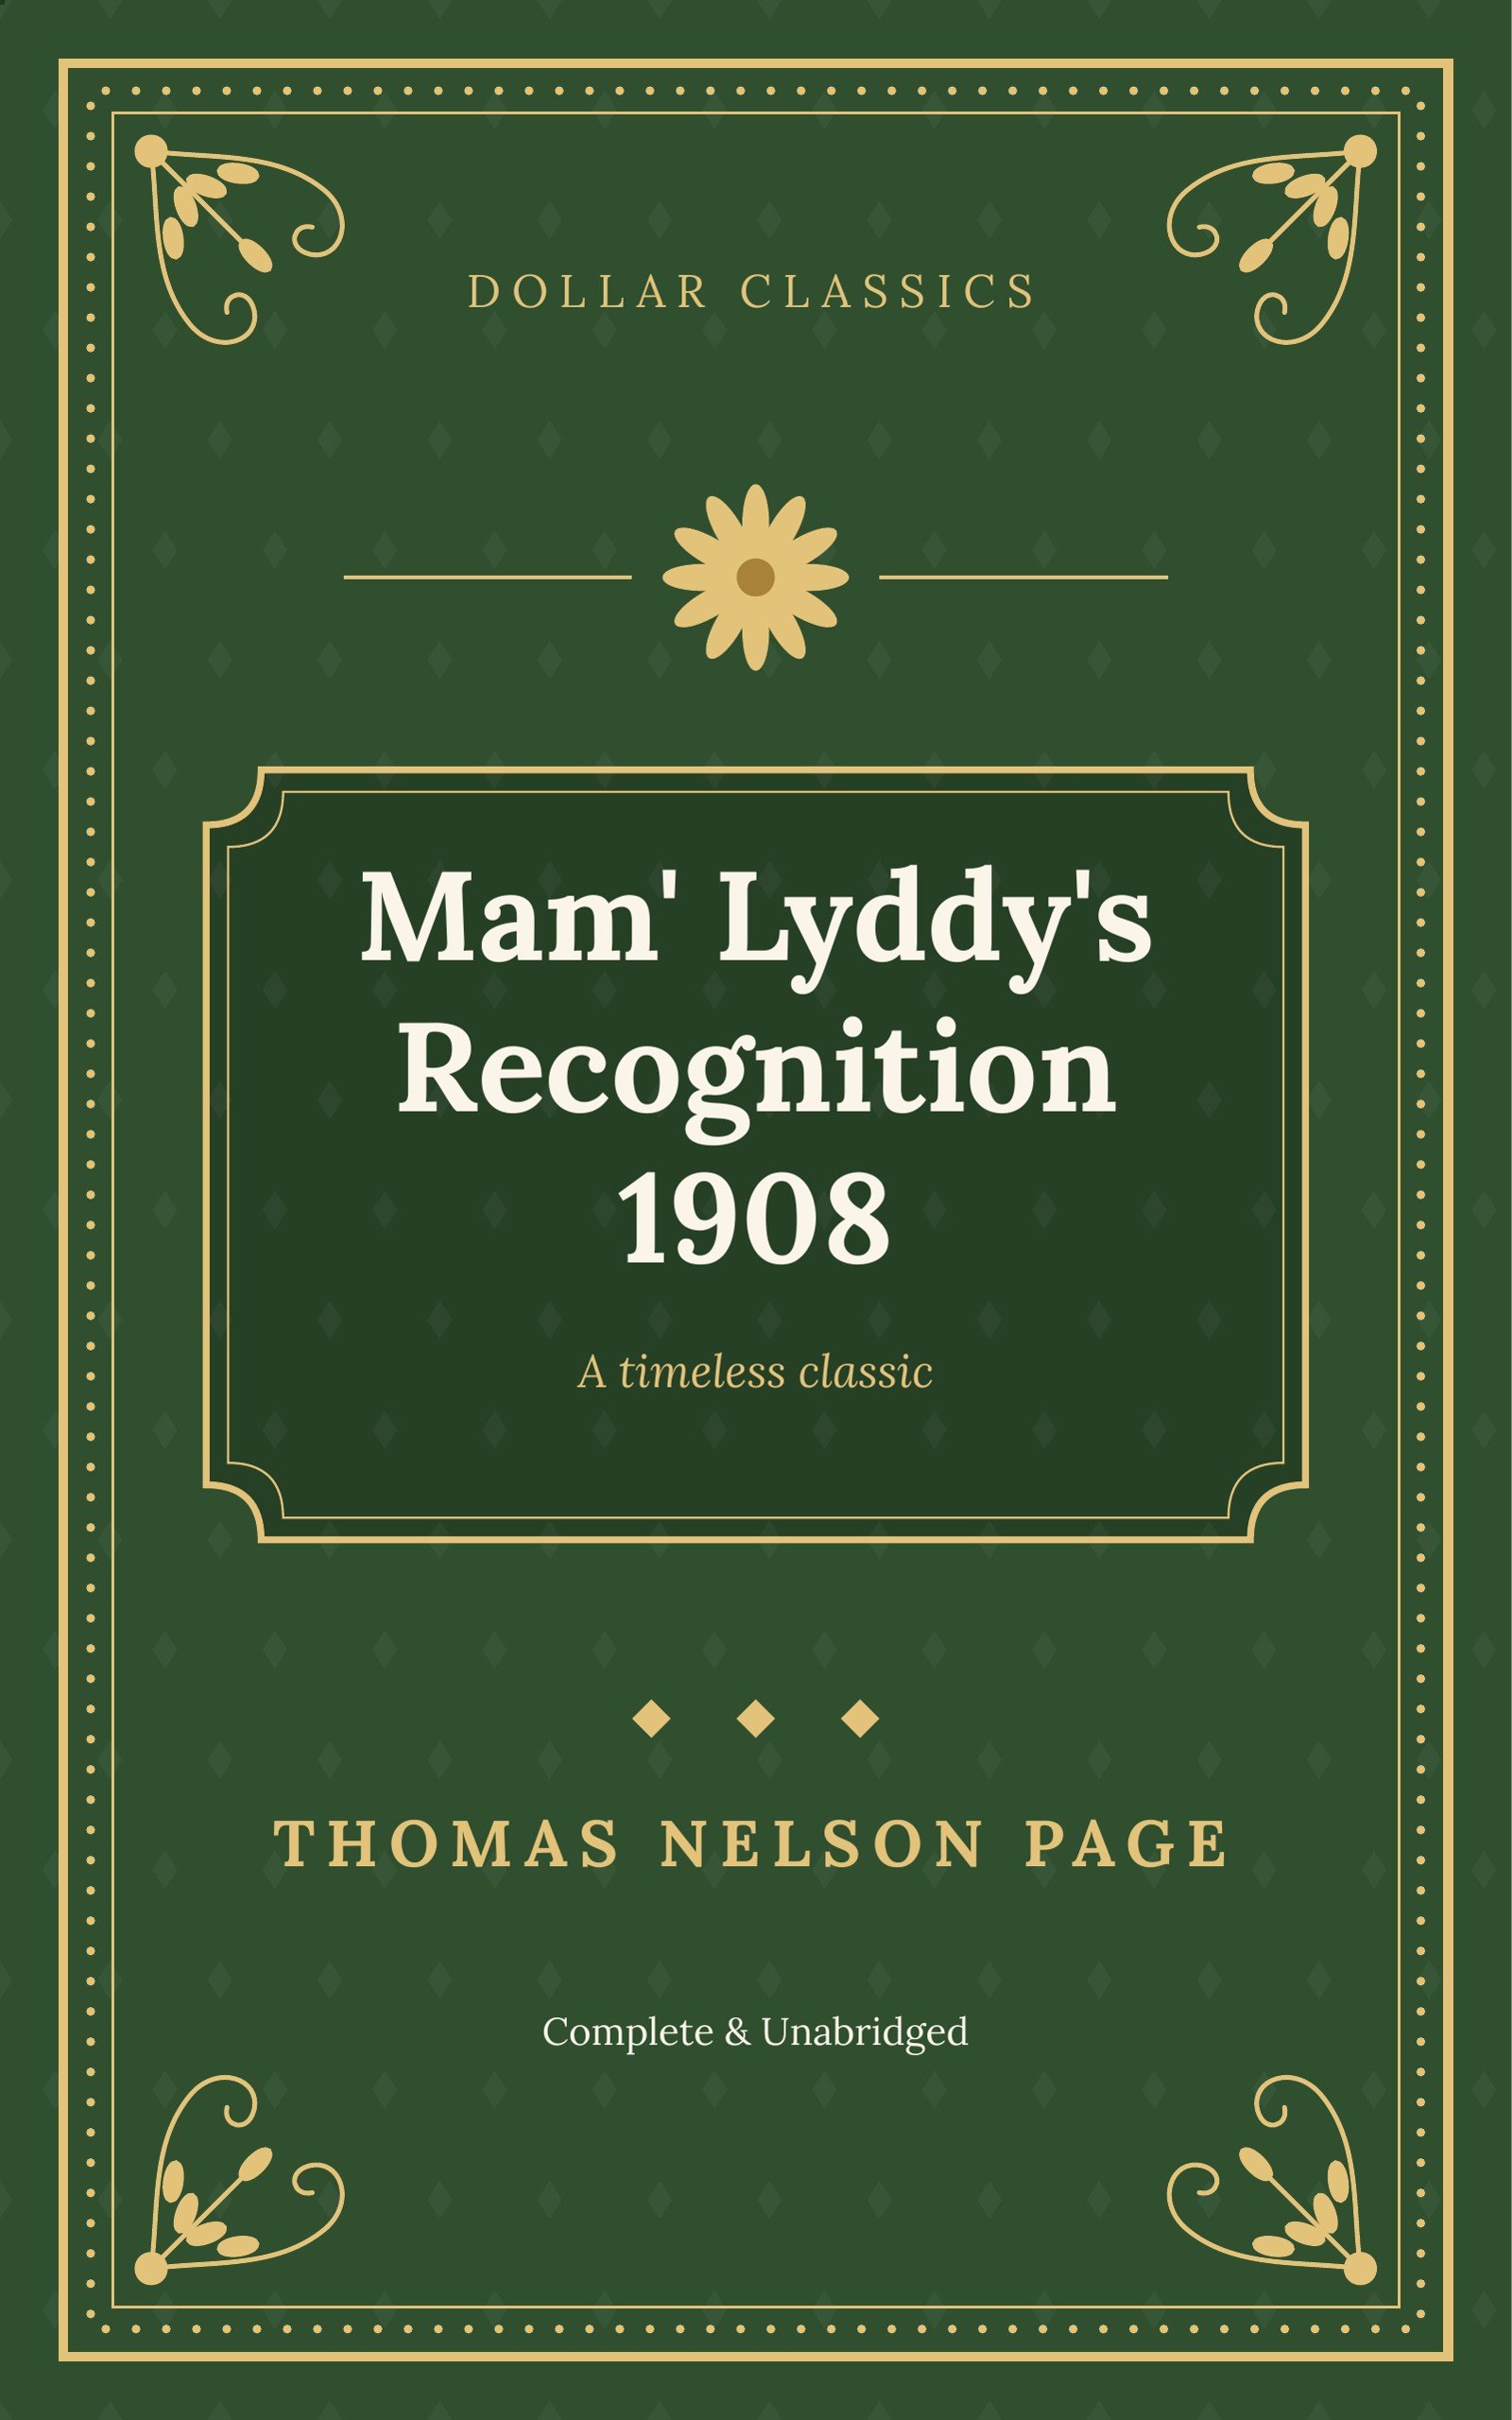 DOLLAR CLASSICS
Mam' Lyddy's
Recognition
1908
A timeless classic
THOMAS NELSON PAGE
Complete & Unabridged